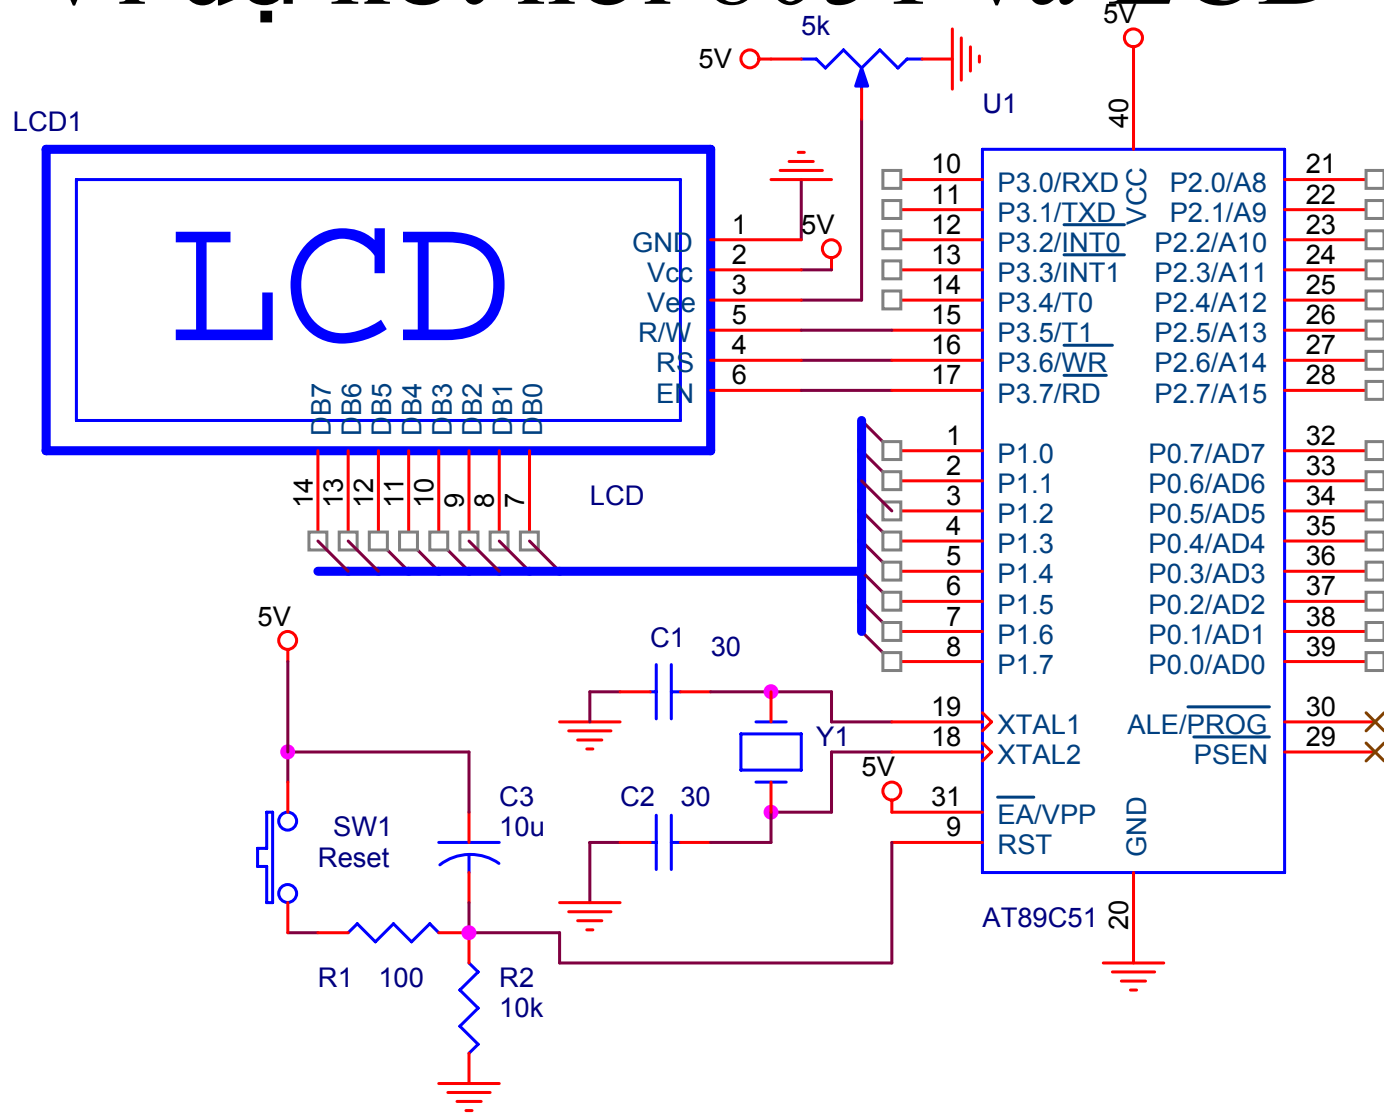 Ví dụ kết nối 8051 và LCD
5k
5V
5V
U1
40
LCD1
LCD
GND
Vcc
Vee
R/W
RS
EN
1
2
3
5
4
6
5V
DB7
DB6
DB5
DB4
DB3
DB2
DB1
DB0
14
13
12
11
10
9
8
7
LCD
10 P3.0/RXD
11 P3.1/TXD
12 P3.2/INT0
13 P3.3/INT1
14 P3.4/T0
15 P3.5/T1
16 P3.6/WR
17 P3.7/RD
VCC
P2.0/A8 21
P2.1/A9 22
P2.2/A10 23
P2.3/A11 24
P2.4/A12 25
P2.5/A13 26
P2.6/A14 27
P2.7/A15 28
1 P1.0
2 P1.1
3 P1.2
4 P1.3
5 P1.4
6 P1.5
7 P1.6
8 P1.7
P0.7/AD7 32
P0.6/AD6 33
P0.5/AD5 34
P0.4/AD4 35
P0.3/AD3 36
P0.2/AD2 37
P0.1/AD1 38
P0.0/AD0 39
19 XTAL1
18 XTAL2
ALE/PROG 30
PSEN 29
31 EA/VPP
9 RST
GND
20
AT89C51
5V
C1 30
Y1
C2 30
5V
SW1
Reset
C3
10u
R1 100
R2
10k